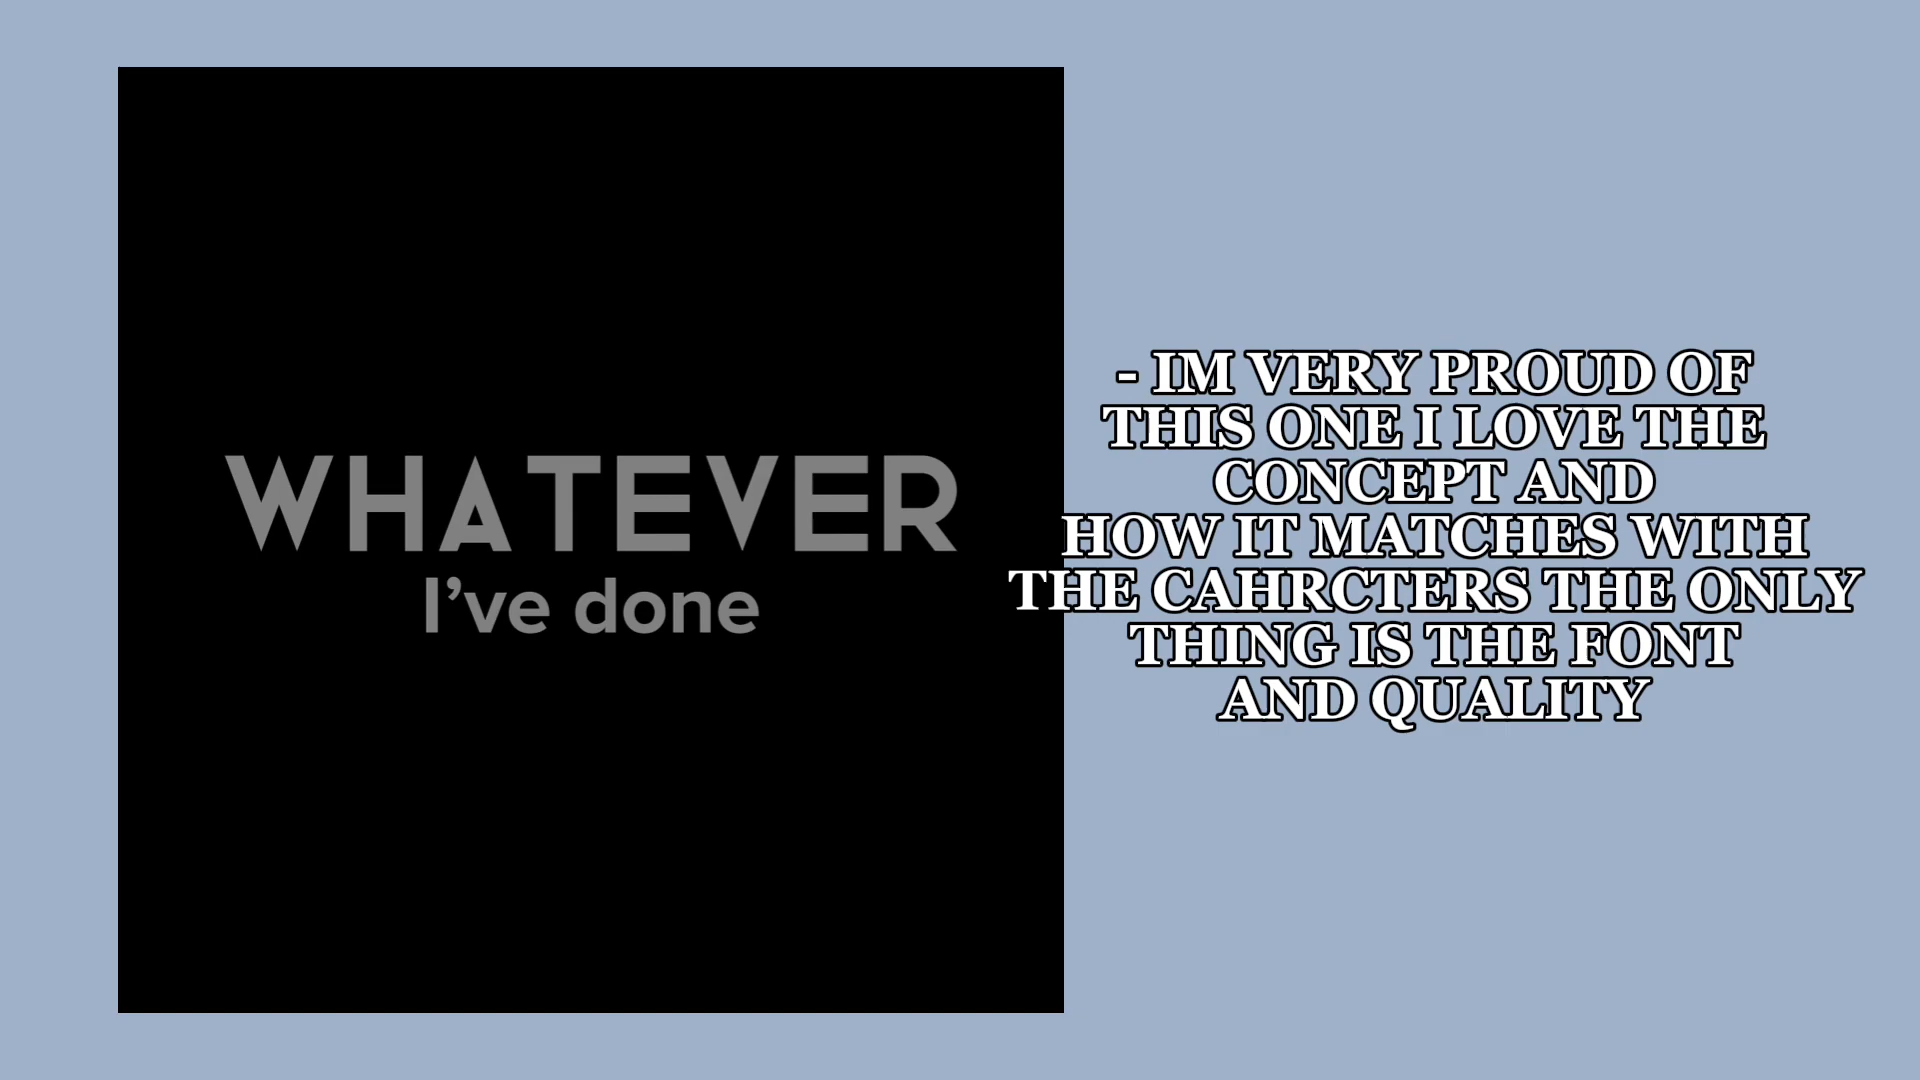 WHATEVER
I've done
- IM VERY PROUD OF
THIS ONE I LOVE THE
CONCEPT AND
HOW IT MATCHES WITH
THE CAHRCTERS THE ONLY
THING IS THE FONT
AND QUALITY